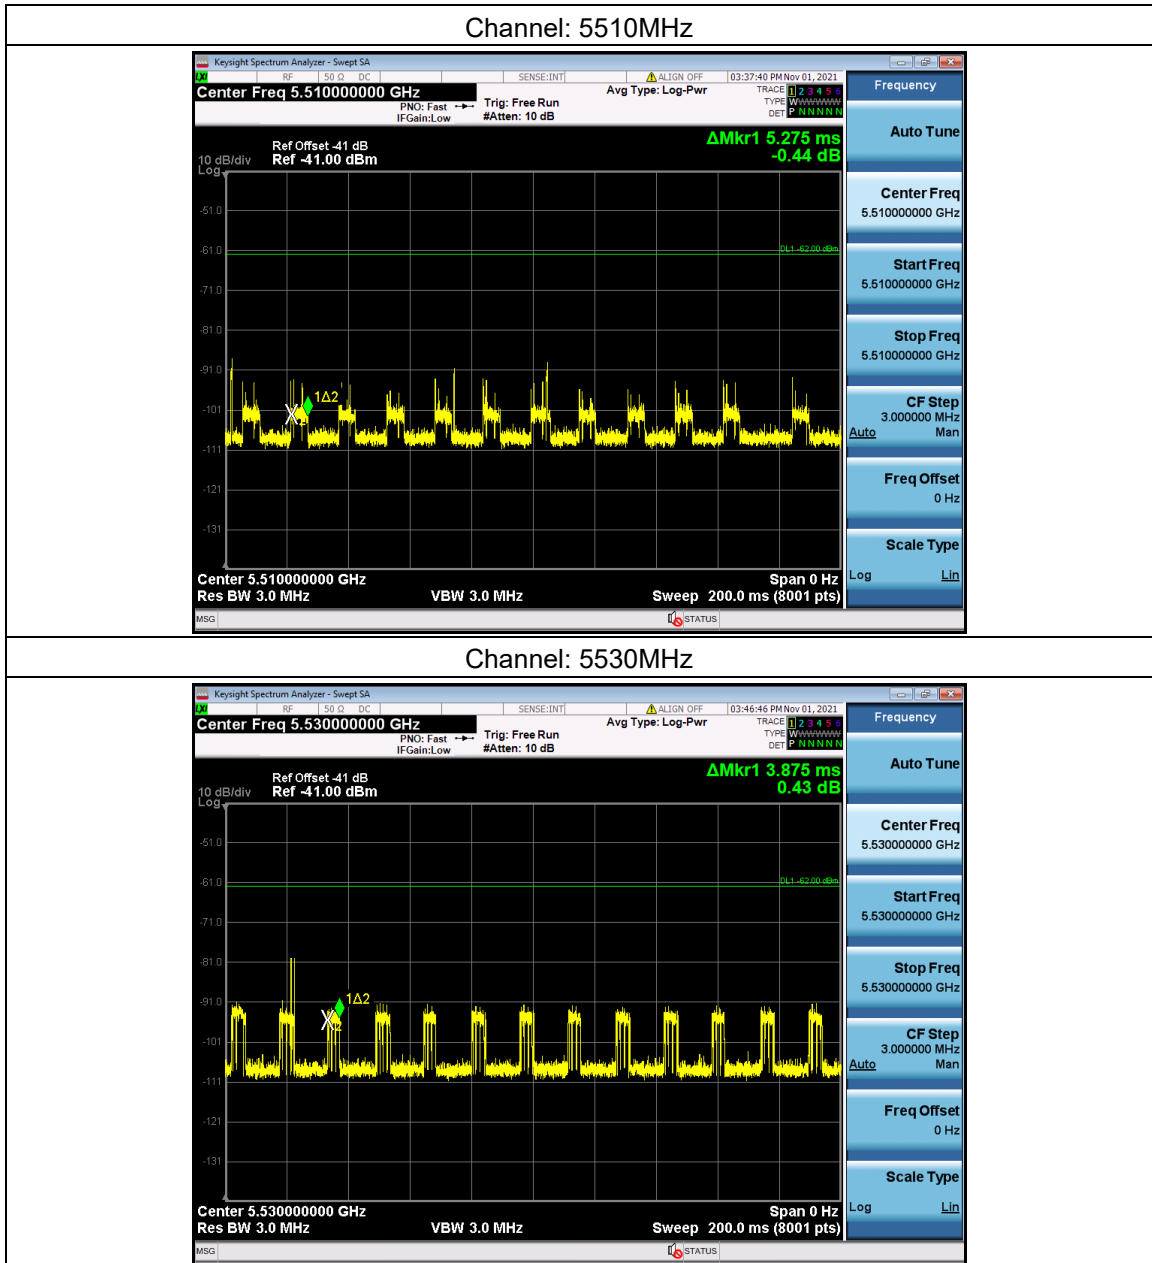 Channel: 5510MHz
Keysight Spectrum Analyzer - Swept SA
LXI RF 50 Ω DC SENSE:INT ALIGN OFF 03:37:40 PM Nov 01, 2021
Center Freq 5.510000000 GHz Avg Type: Log-Pwr TRACE 1 2 3 4 5 6
PNO: Fast Trig: Free Run TYPE WWWWWW
IFGain:Low #Atten: 10 dB DET P N N N N N
ΔMkr1 5.275 ms
-0.44 dB
Ref Offset -41 dB
10 dB/div Ref -41.00 dBm
Log
-51.0
-61.0
DL1 -62.00 dBm
-71.0
-81.0
-91.0
1Δ2
-101
X2
-111
-121
-131
Center 5.510000000 GHz Span 0 Hz
Res BW 3.0 MHz VBW 3.0 MHz Sweep 200.0 ms (8001 pts)
MSG STATUS
Frequency
Auto Tune
Center Freq
5.510000000 GHz
Start Freq
5.510000000 GHz
Stop Freq
5.510000000 GHz
CF Step
3.000000 MHz
Auto Man
Freq Offset
0 Hz
Scale Type
Log Lin
Channel: 5530MHz
Keysight Spectrum Analyzer - Swept SA
LXI RF 50 Ω DC SENSE:INT ALIGN OFF 03:46:46 PM Nov 01, 2021
Center Freq 5.530000000 GHz Avg Type: Log-Pwr TRACE 1 2 3 4 5 6
PNO: Fast Trig: Free Run TYPE WWWWWW
IFGain:Low #Atten: 10 dB DET P N N N N N
ΔMkr1 3.875 ms
0.43 dB
Ref Offset -41 dB
10 dB/div Ref -41.00 dBm
Log
-51.0
-61.0
DL1 -62.00 dBm
-71.0
-81.0
-91.0
1Δ2
X2
-101
-111
-121
-131
Center 5.530000000 GHz Span 0 Hz
Res BW 3.0 MHz VBW 3.0 MHz Sweep 200.0 ms (8001 pts)
MSG STATUS
Frequency
Auto Tune
Center Freq
5.530000000 GHz
Start Freq
5.530000000 GHz
Stop Freq
5.530000000 GHz
CF Step
3.000000 MHz
Auto Man
Freq Offset
0 Hz
Scale Type
Log Lin